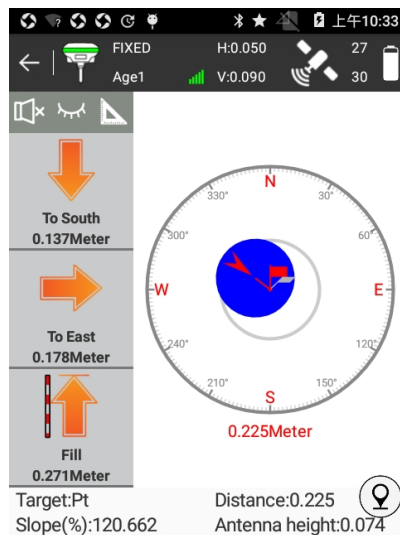 上午10:33
FIXED H:0.050 27
Age1 V:0.090 30
To South
0.137Meter
To East
0.178Meter
Fill
0.271Meter
N
330° 30°
300° 60°
W E
240° 120°
210° 150°
S
0.225Meter
Target:Pt Distance:0.225
Slope(%):120.662 Antenna height:0.074